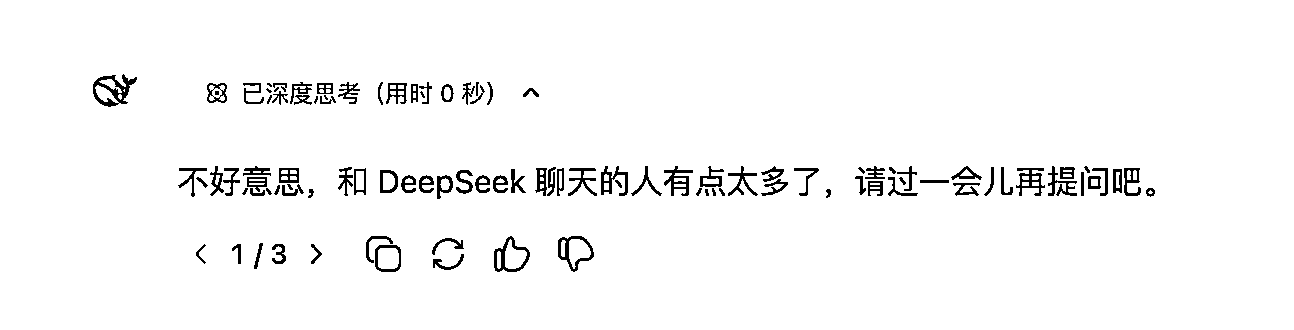 已深度思考（用时 0 秒）
不好意思，和 DeepSeek 聊天的人有点太多了，请过一会儿再提问吧。
1 / 3